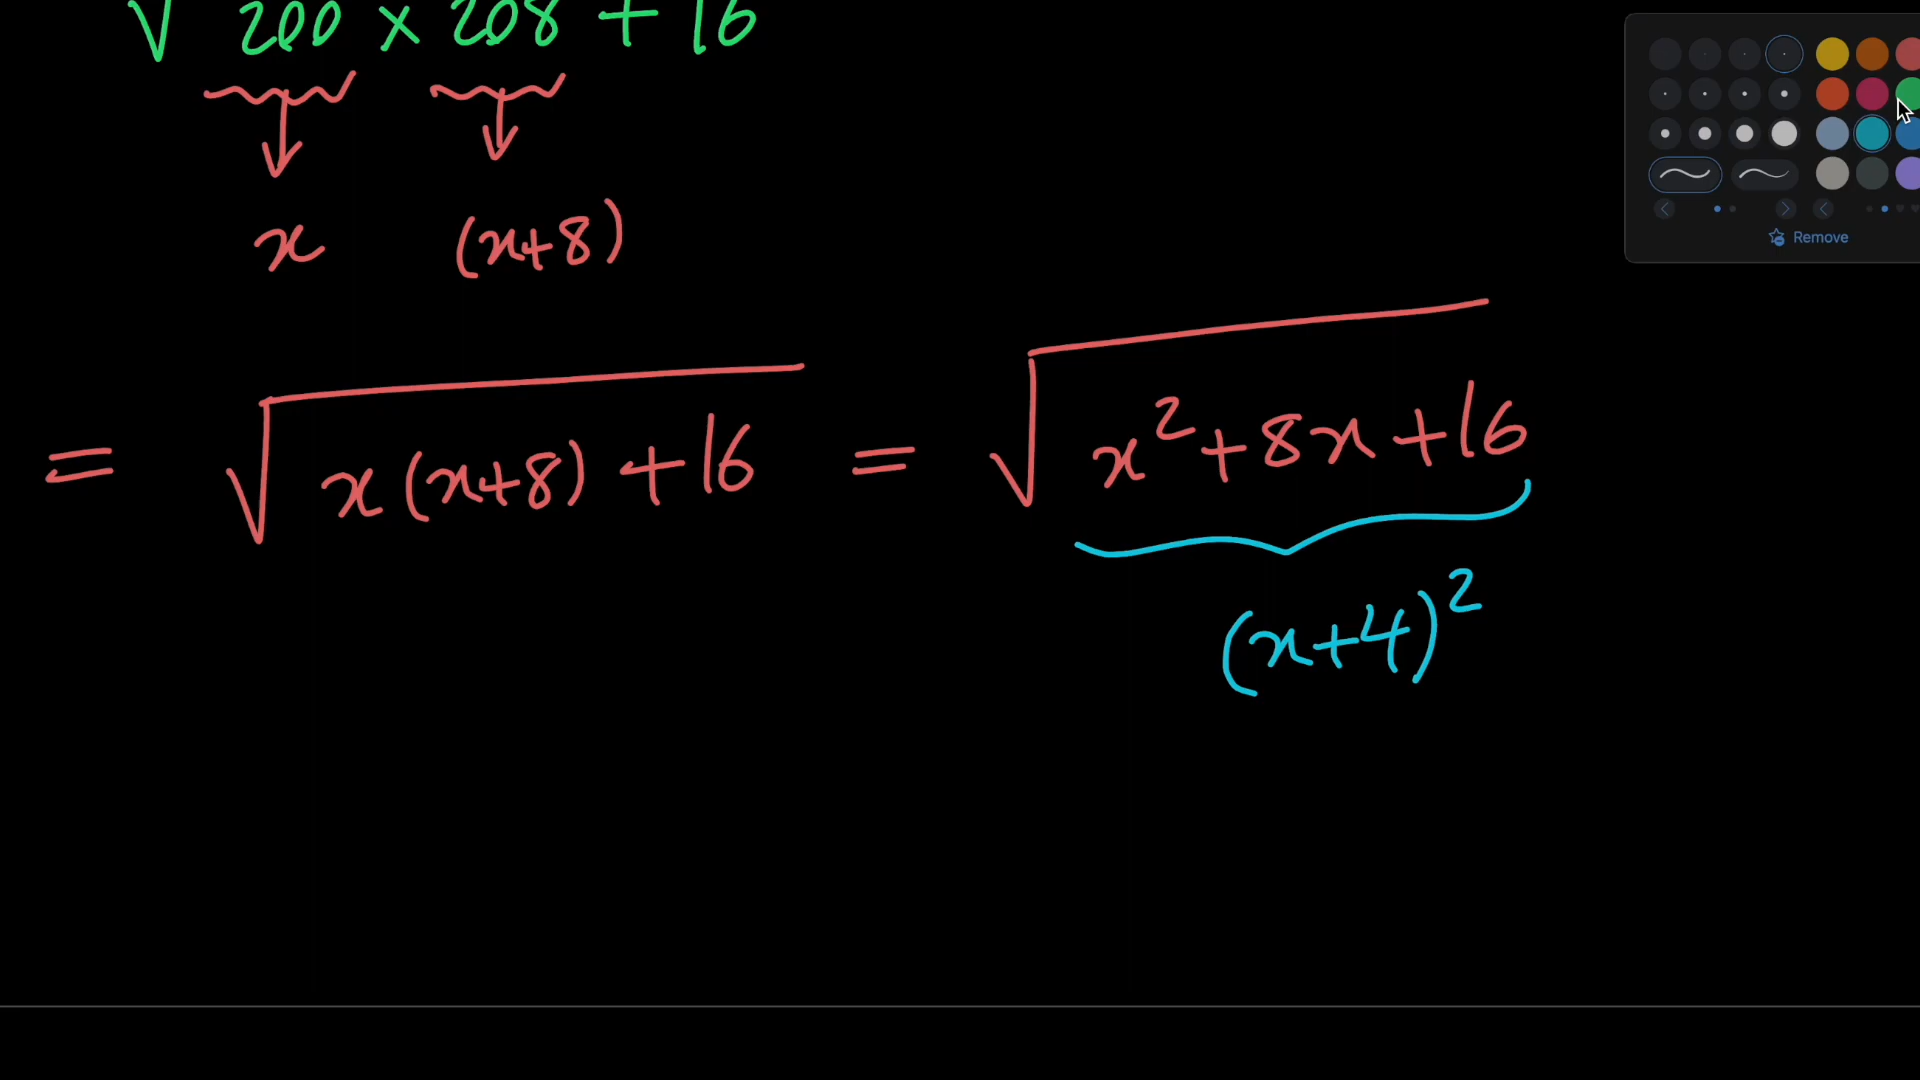 √200 × 208 + 16
x (x+8)
= √x(x+8) + 16 = √x²+8x+16
(x+4)²
Remove